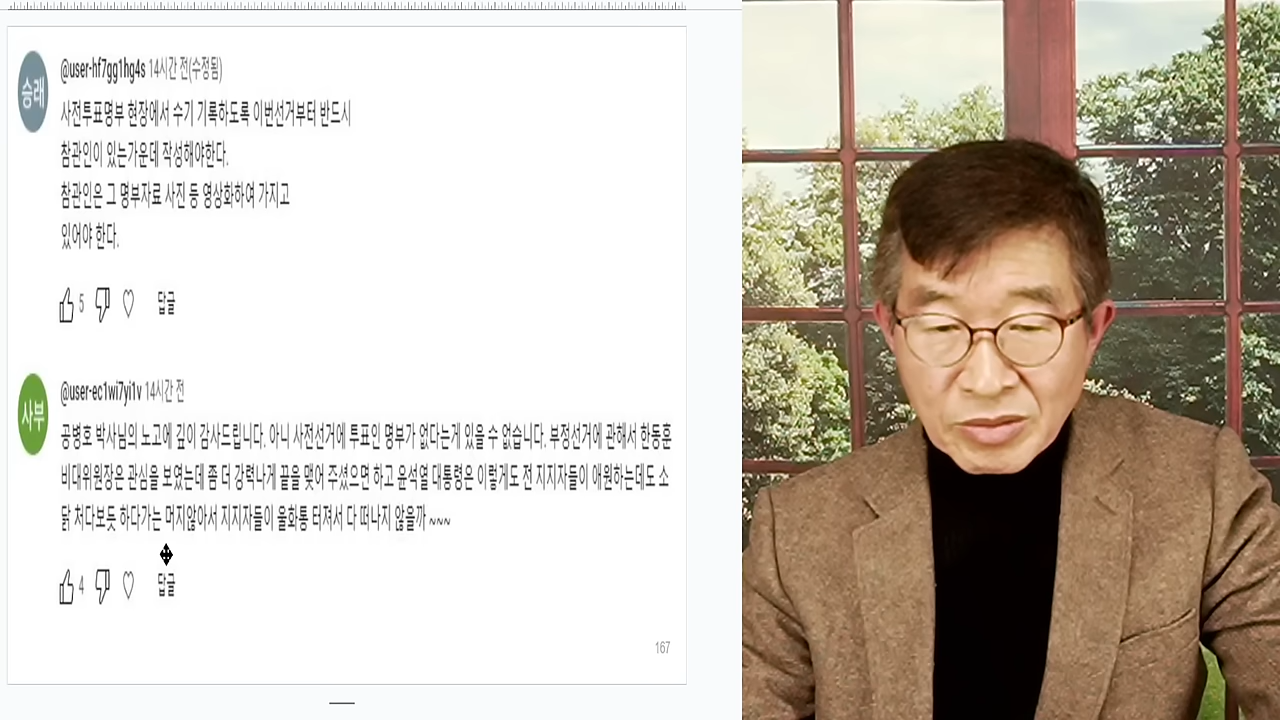 승래
@user-hf7gg1hg4s 14시간 전(수정됨)
사전투표명부 현장에서 수기 기록하도록 이번선거부터 반드시
참관인이 있는가운데 작성해야한다.
참관인은 그 명부자료 사진 등 영상화하여 가지고
있어야 한다.
5 답글
사부
@user-ec1wi7yi1v 14시간 전
공병호 박사님의 노고에 깊이 감사드립니다. 아니 사전선거에 투표인 명부가 없다는게 있을 수 없습니다. 부정선거에 관해서 한동훈
비대위원장은 관심을 보였는데 좀 더 강력나게 끝을 맺어 주셨으면 하고 윤석열 대통령은 이렇게도 전 지지자들이 애원하는데도 소
닭 처다보듯 하다가는 머지않아서 지지자들이 울화통 터져서 다 떠나지 않을까 ~~~
4 답글
167